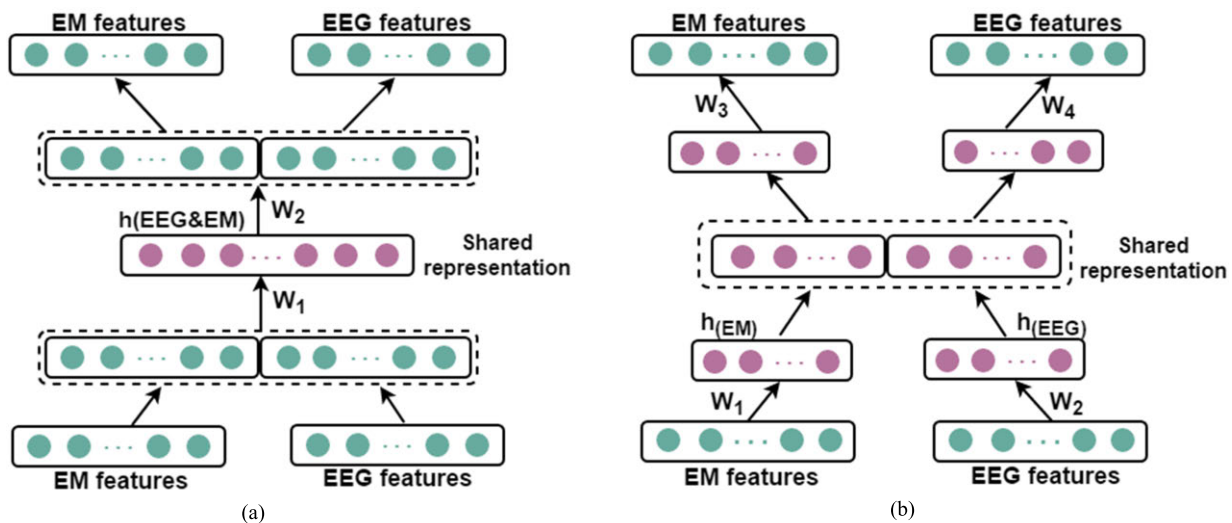 EM features
EEG features
h(EEG&EM)
W2
Shared
representation
W1
EM features
EEG features
(a)
EM features
EEG features
W3
W4
Shared
representation
h(EM)
h(EEG)
W1
W2
EM features
EEG features
(b)